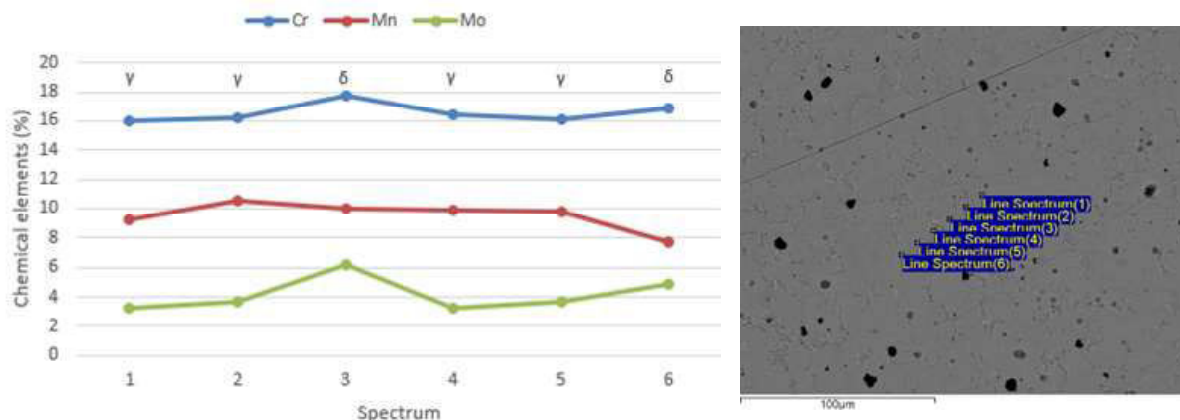 Cr Mn Mo
20
18
16
14
12
10
8
6
4
2
0
Chemical elements (%)
γ γ δ γ γ δ
1 2 3 4 5 6
Spectrum
Line Spectrum(1)
Line Spectrum(2)
Line Spectrum(3)
Line Spectrum(4)
Line Spectrum(5)
Line Spectrum(6)
100μm